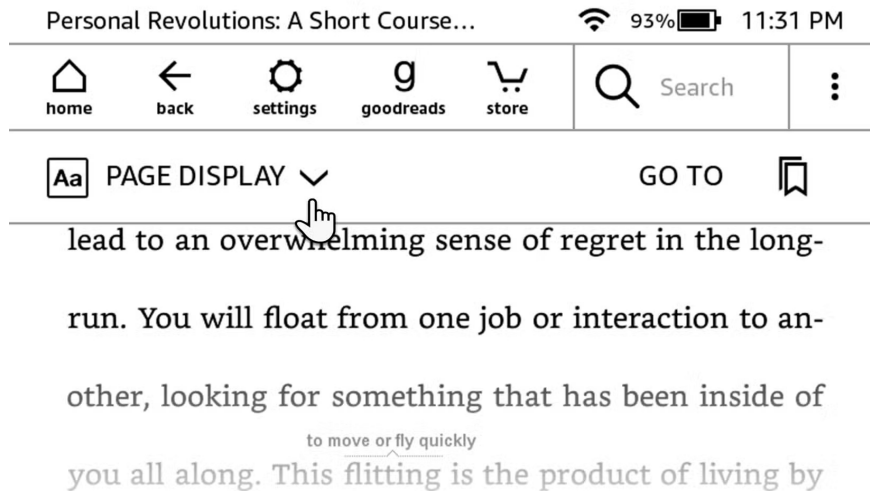 Personal Revolutions: A Short Course...
93%
11:31 PM
home
back
settings
g
goodreads
store
Search
Aa PAGE DISPLAY
GO TO
lead to an overwhelming sense of regret in the long-
run. You will float from one job or interaction to an-
other, looking for something that has been inside of
to move or fly quickly
you all along. This flitting is the product of living by